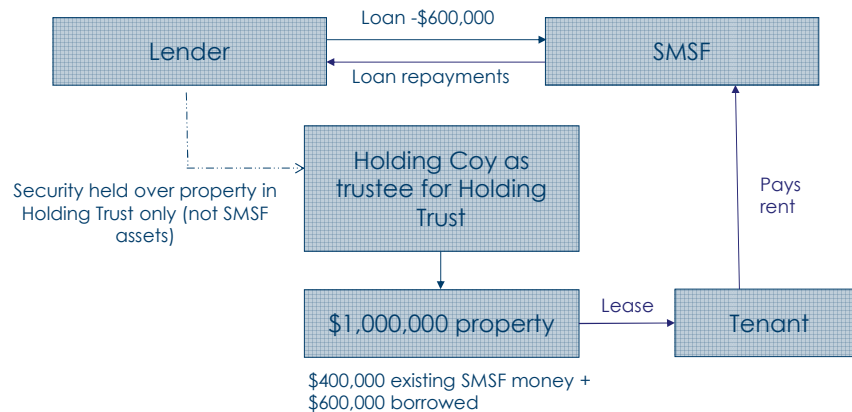 Loan -$600,000
Lender
SMSF
Loan repayments
Holding Coy as
trustee for Holding
Trust
Security held over property in
Holding Trust only (not SMSF
assets)
Pays
rent
$1,000,000 property
Lease
Tenant
$400,000 existing SMSF money +
$600,000 borrowed